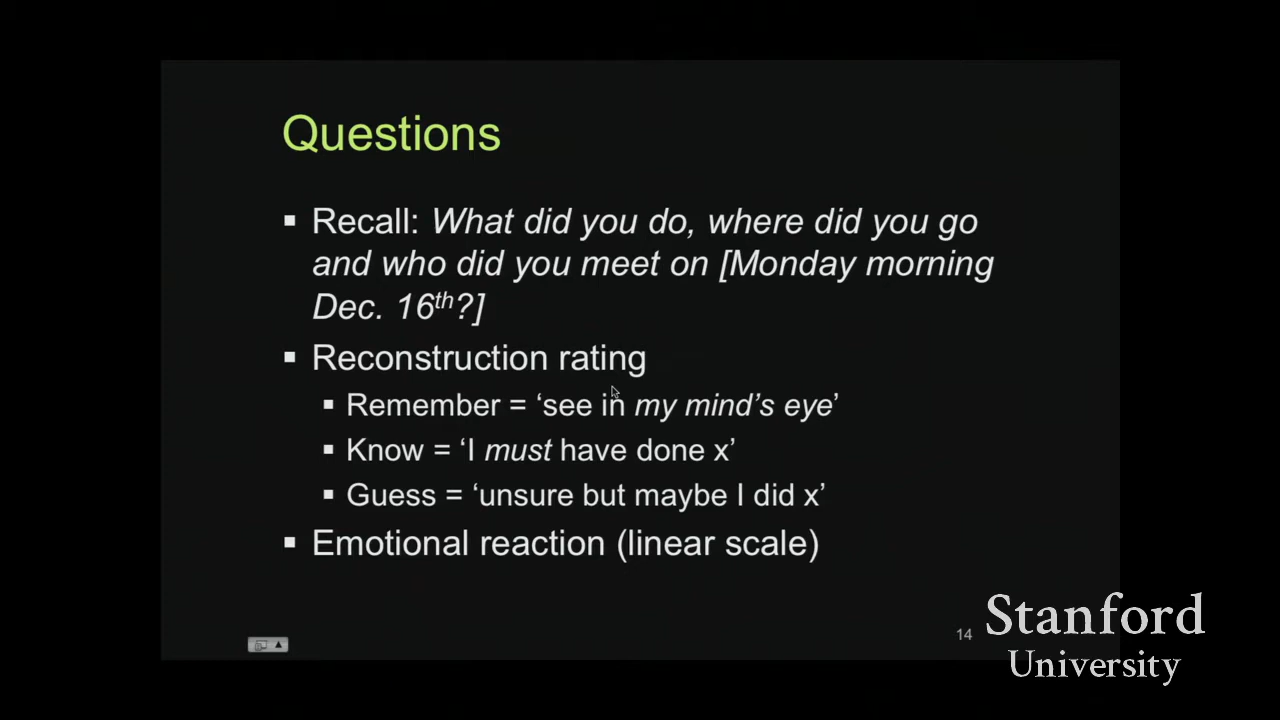 Questions
▪ Recall: What did you do, where did you go
and who did you meet on [Monday morning
Dec. 16th?]
▪ Reconstruction rating
▪ Remember = ‘see in my mind’s eye’
▪ Know = ‘I must have done x’
▪ Guess = ‘unsure but maybe I did x’
▪ Emotional reaction (linear scale)
14
Stanford
University